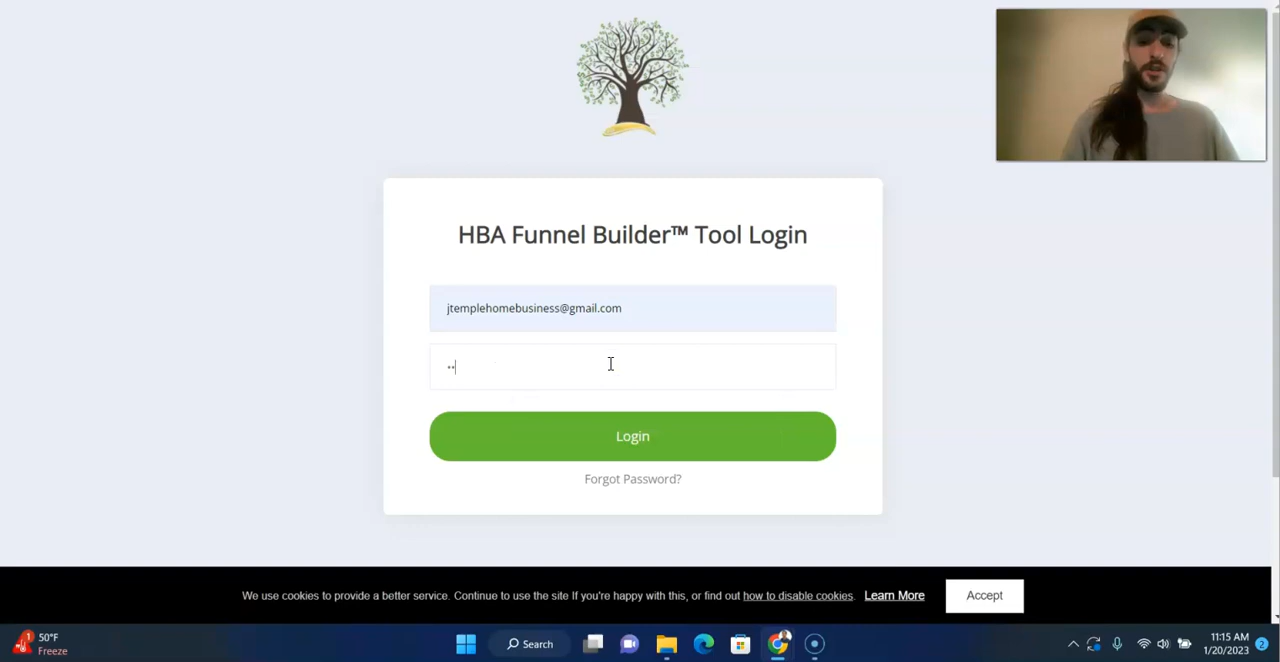 HBA Funnel Builder™ Tool Login
jtemplehomebusiness@gmail.com
Login
Forgot Password?
We use cookies to provide a better service. Continue to use the site If you're happy with this, or find out how to disable cookies. Learn More Accept
1
50°F
Freeze
Search
11:15 AM
1/20/2023
2